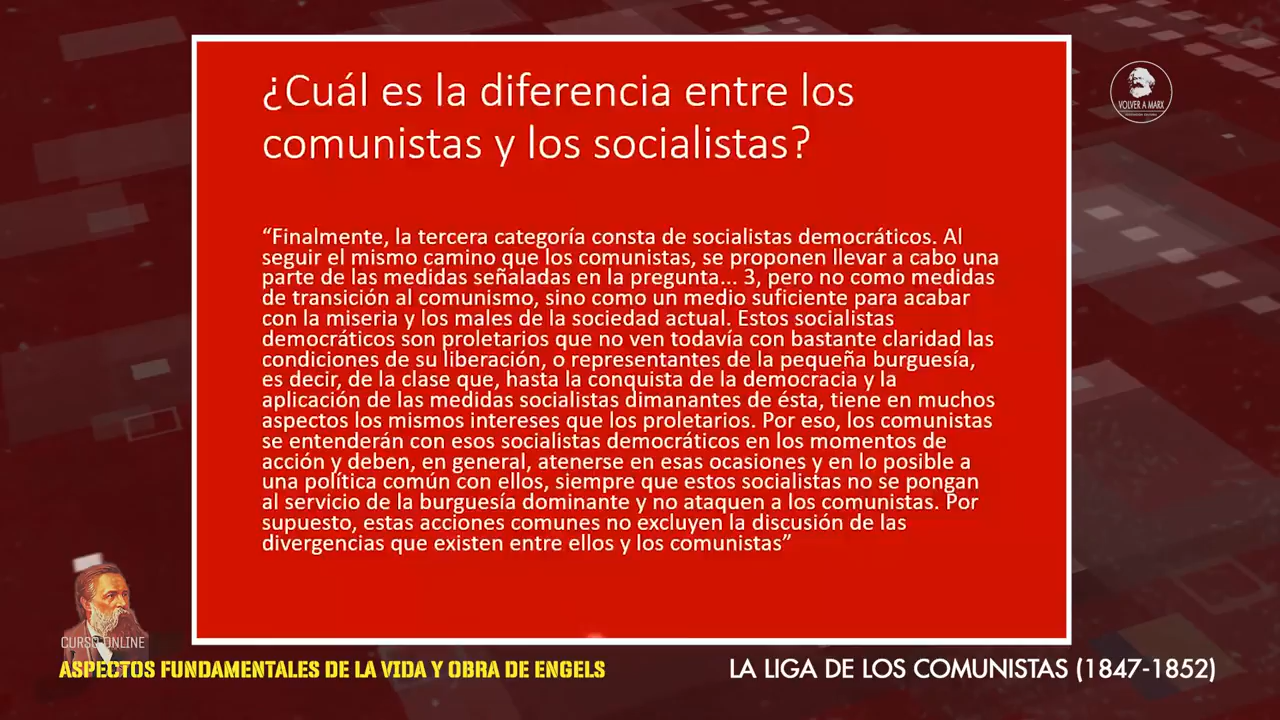 ¿Cuál es la diferencia entre los
comunistas y los socialistas?
VOLVER A MARX
“Finalmente, la tercera categoría consta de socialistas democráticos. Al
seguir el mismo camino que los comunistas, se proponen llevar a cabo una
parte de las medidas señaladas en la pregunta... 3, pero no como medidas
de transición al comunismo, sino como un medio suficiente para acabar
con la miseria y los males de la sociedad actual. Estos socialistas
democráticos son proletarios que no ven todavía con bastante claridad las
condiciones de su liberación, o representantes de la pequeña burguesía,
es decir, de la clase que, hasta la conquista de la democracia y la
aplicación de las medidas socialistas dimanantes de ésta, tiene en muchos
aspectos los mismos intereses que los proletarios. Por eso, los comunistas
se entenderán con esos socialistas democráticos en los momentos de
acción y deben, en general, atenerse en esas ocasiones y en lo posible a
una política común con ellos, siempre que estos socialistas no se pongan
al servicio de la burguesía dominante y no ataquen a los comunistas. Por
supuesto, estas acciones comunes no excluyen la discusión de las
divergencias que existen entre ellos y los comunistas”
CURSO ONLINE
ASPECTOS FUNDAMENTALES DE LA VIDA Y OBRA DE ENGELS
LA LIGA DE LOS COMUNISTAS (1847-1852)